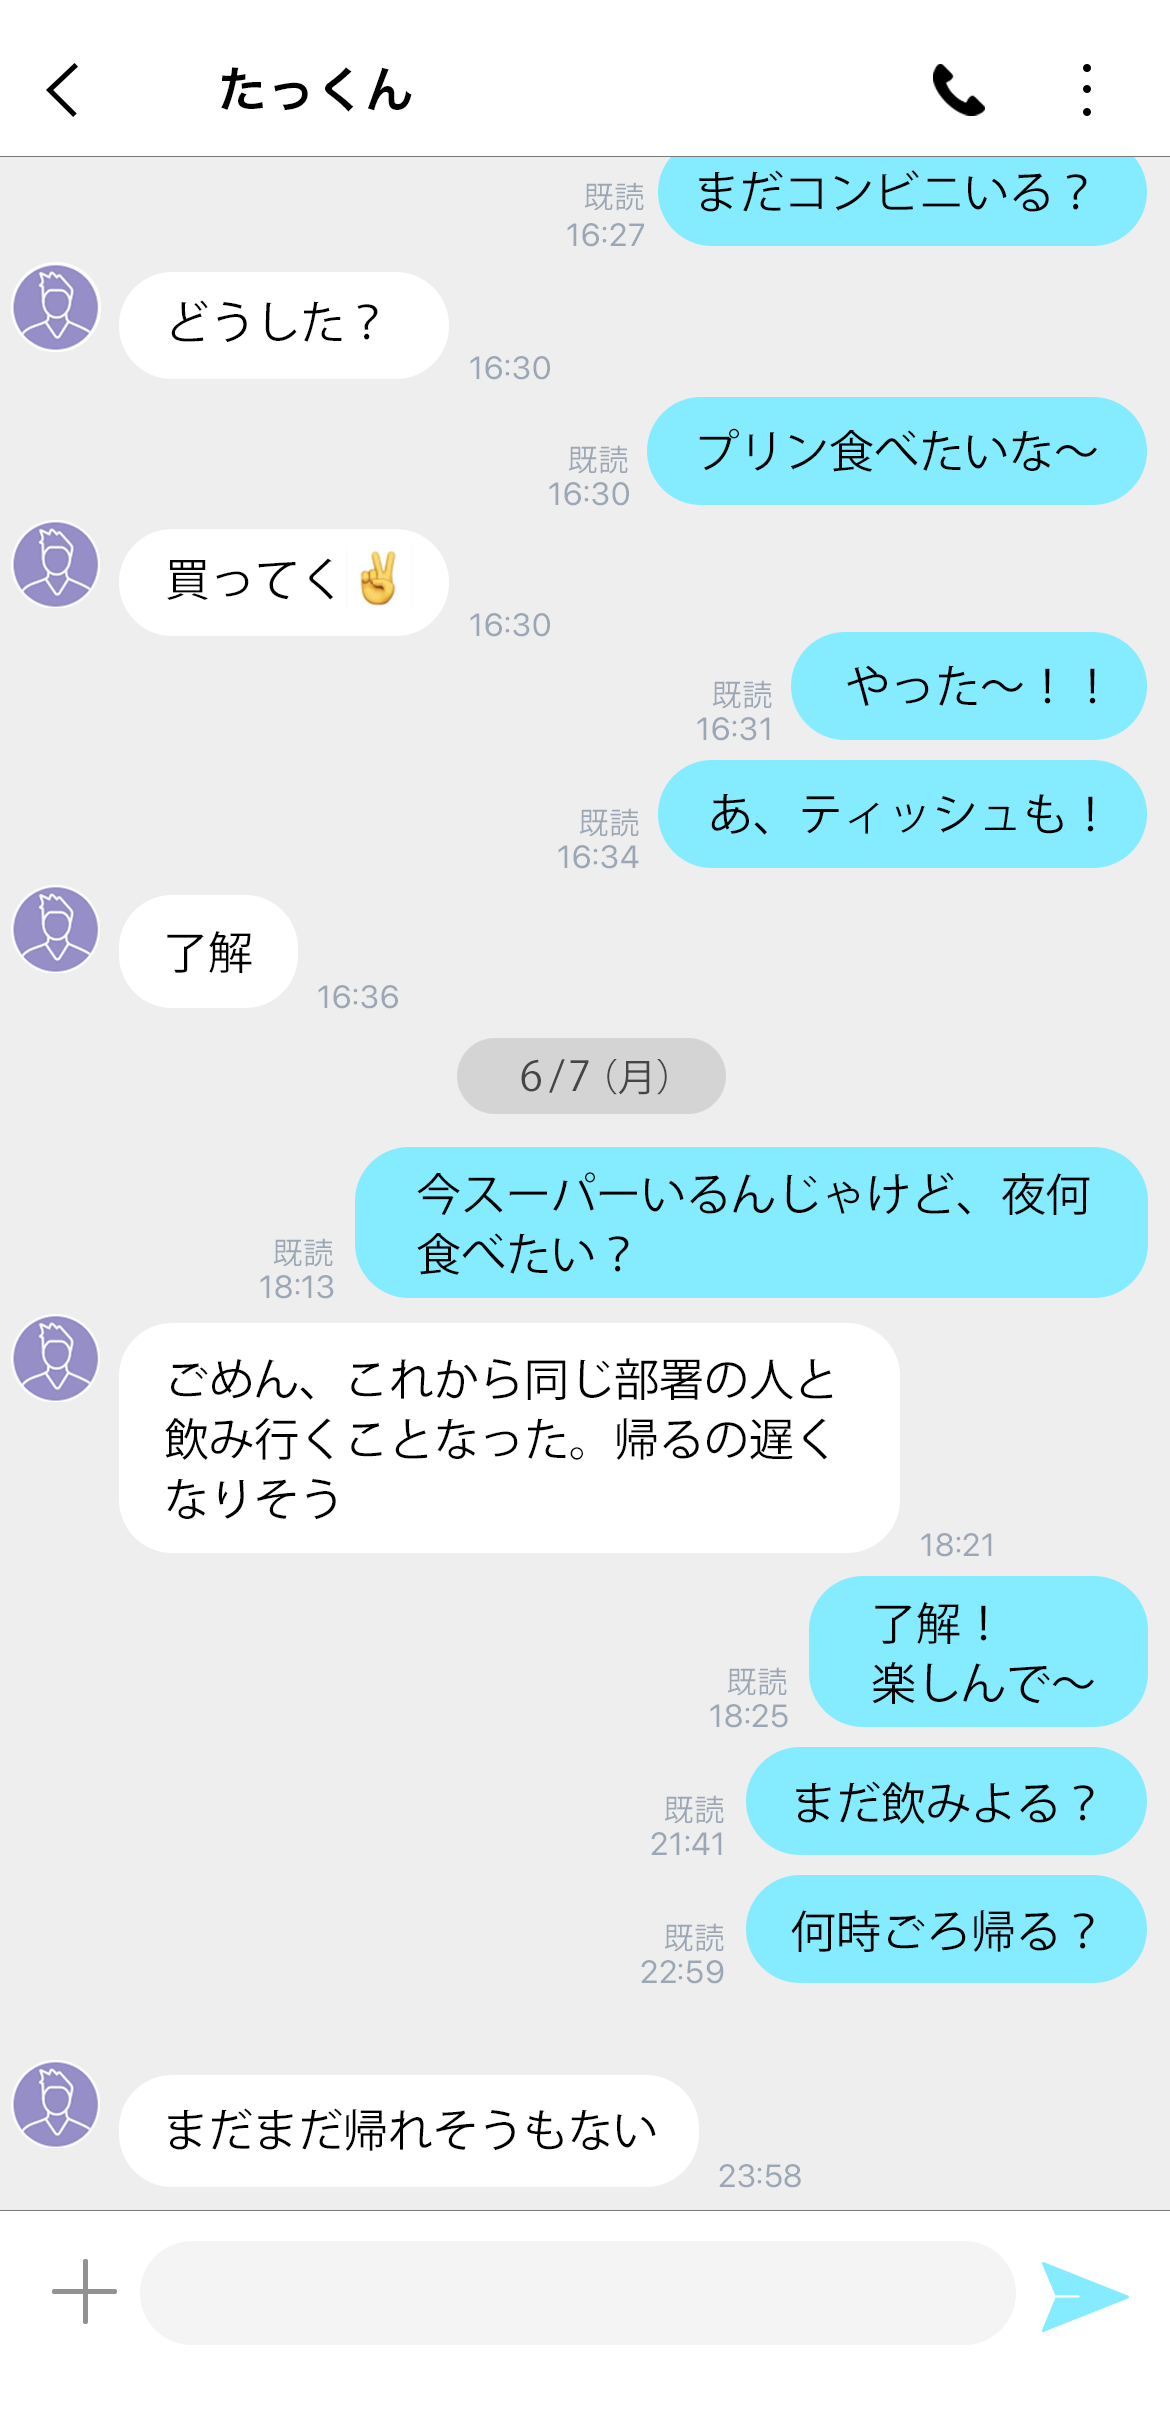 たっくん
まだコンビニいる？
既読
16:27
どうした？
16:30
プリン食べたいな〜
既読
16:30
買ってく✌
16:30
やった〜！！
既読
16:31
あ、ティッシュも！
既読
16:34
了解
16:36
6/7（月）
今スーパーいるんじゃけど、夜何
食べたい？
既読
18:13
ごめん、これから同じ部署の人と
飲み行くことなった。帰るの遅く
なりそう
18:21
了解！
楽しんで〜
既読
18:25
まだ飲みよる？
既読
21:41
何時ごろ帰る？
既読
22:59
まだまだ帰れそうもない
23:58